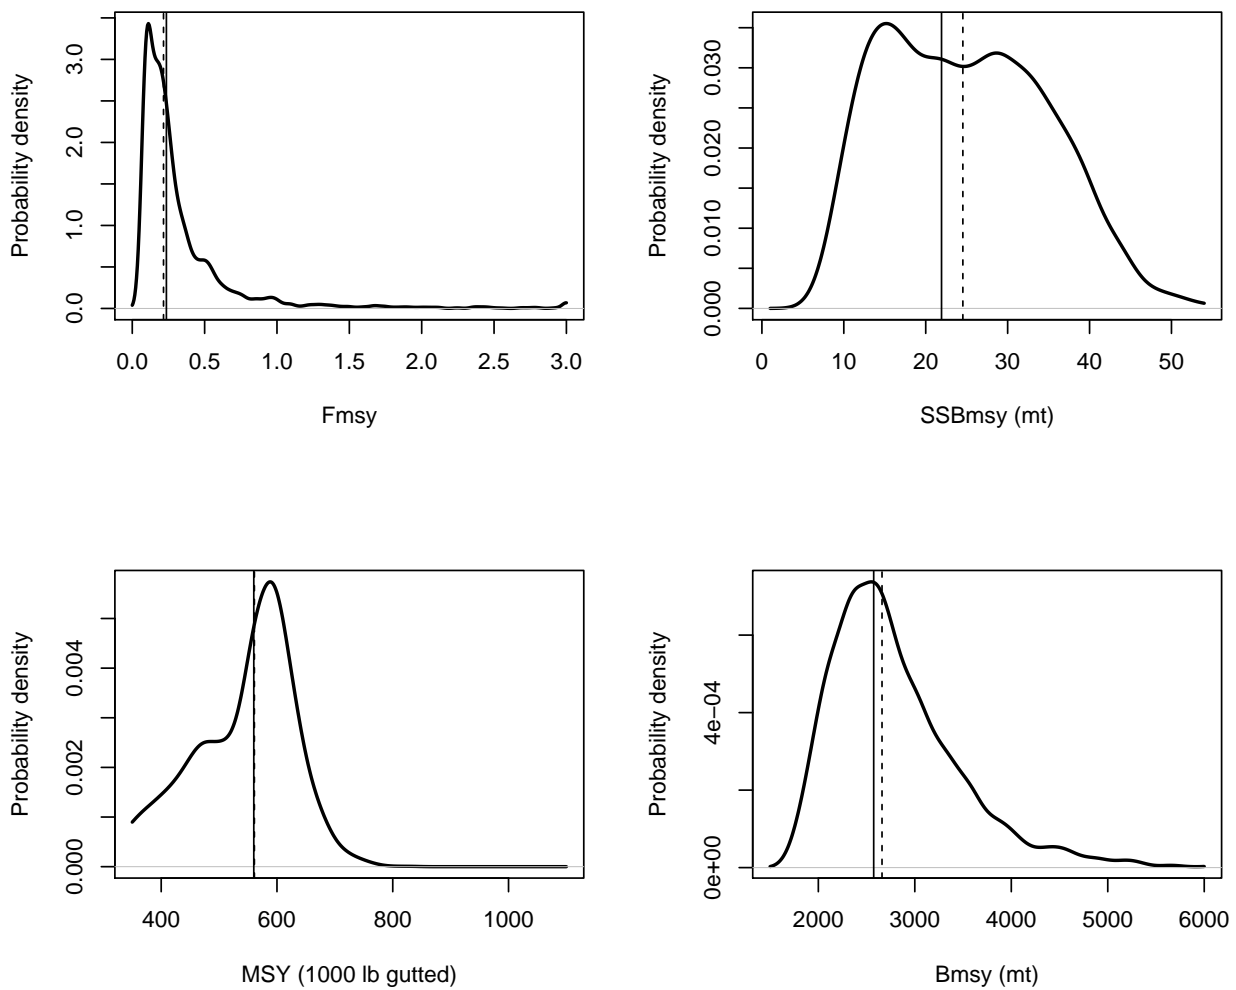 Probability density
0.0 1.0 2.0 3.0
0.0 0.5 1.0 1.5 2.0 2.5 3.0
Fmsy
Probability density
0.000 0.010 0.020 0.030
0 10 20 30 40 50
SSBmsy (mt)
Probability density
0.000 0.002 0.004
400 600 800 1000
MSY (1000 lb gutted)
Probability density
0e+00 4e−04
2000 3000 4000 5000 6000
Bmsy (mt)